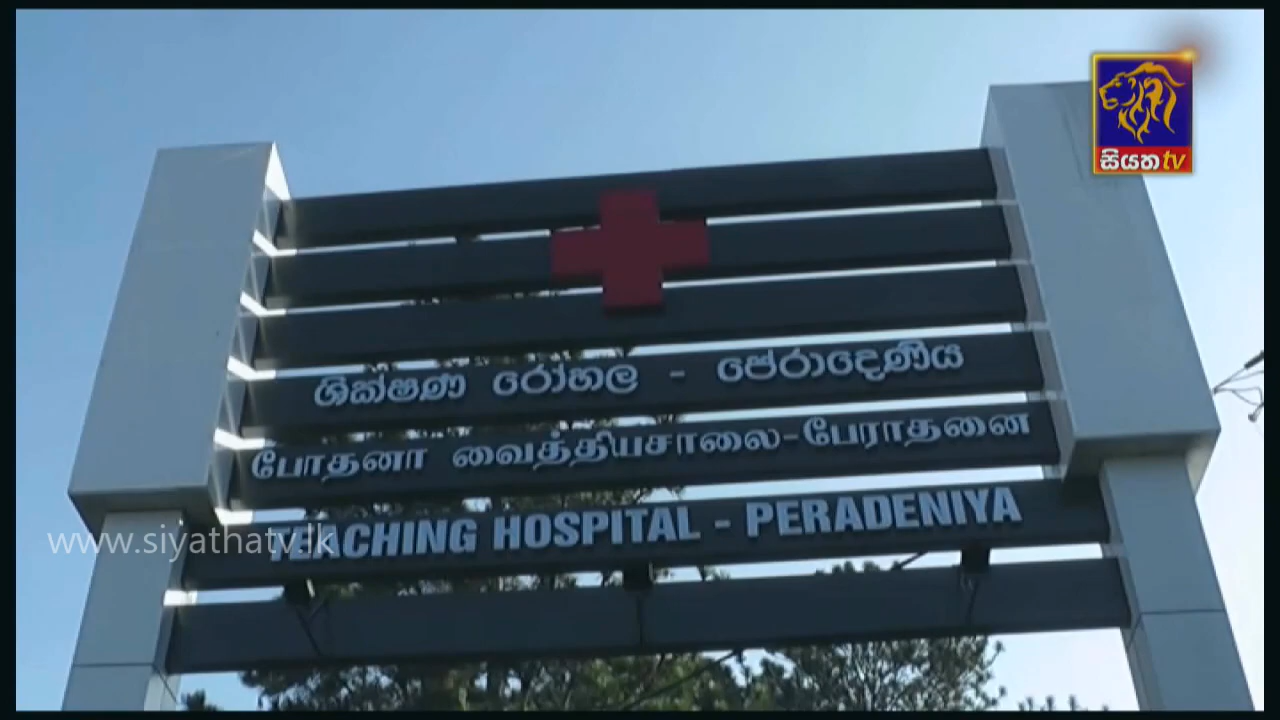 සියත tv
ශික්ෂණ රෝහල - පේරාදෙණිය
போதனா வைத்தியசாலை-பேராதனை
TEACHING HOSPITAL - PERADENIYA
www.siyathatv.lk